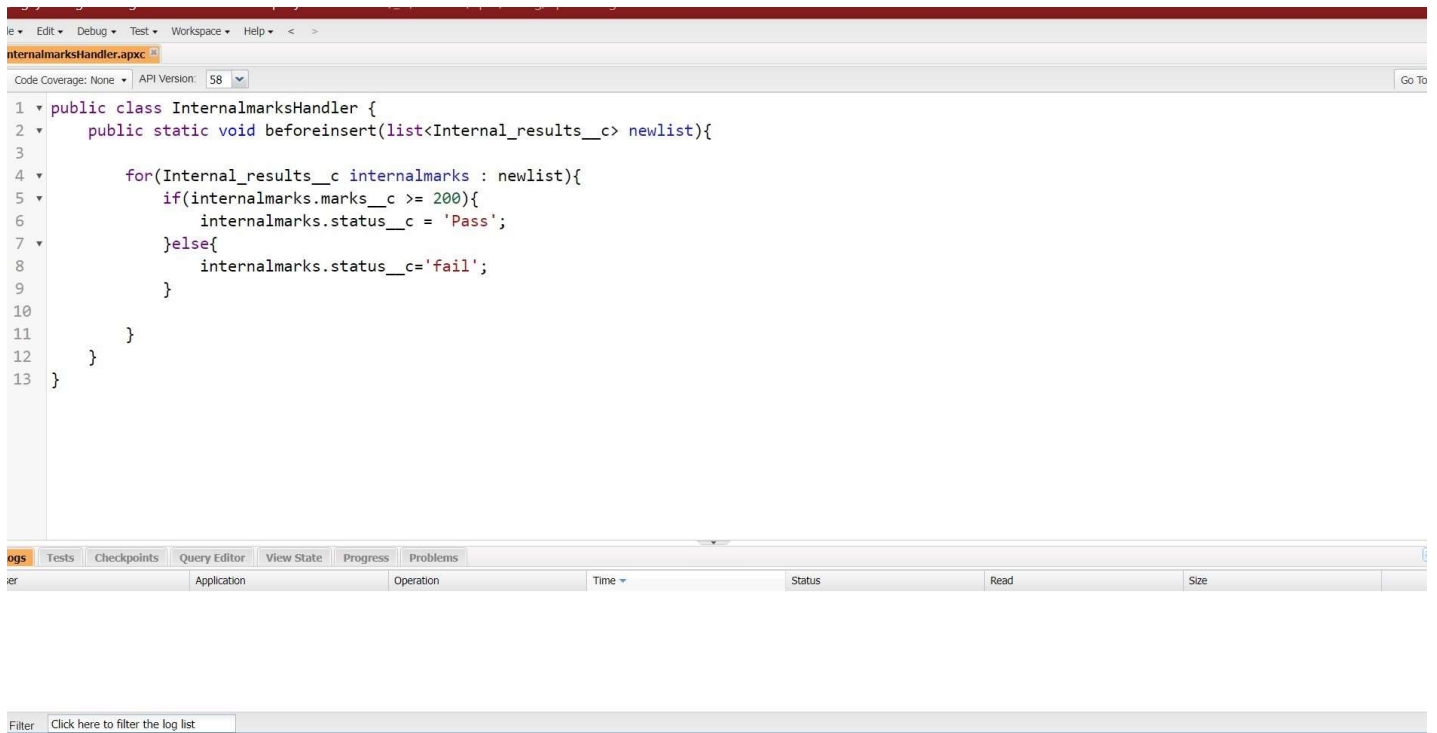 Edit Debug Test Workspace Help < >
nternalmarksHandler.apxc
Code Coverage: None API Version: 58 Go To
1 public class InternalmarksHandler {
2 public static void beforeinsert(list<Internal_results__c> newlist){
3
4 for(Internal_results__c internalmarks : newlist){
5 if(internalmarks.marks__c >= 200){
6 internalmarks.status__c = 'Pass';
7 }else{
8 internalmarks.status__c='fail';
9 }
10
11 }
12 }
13 }
ogs Tests Checkpoints Query Editor View State Progress Problems
ser Application Operation Time Status Read Size
Filter Click here to filter the log list